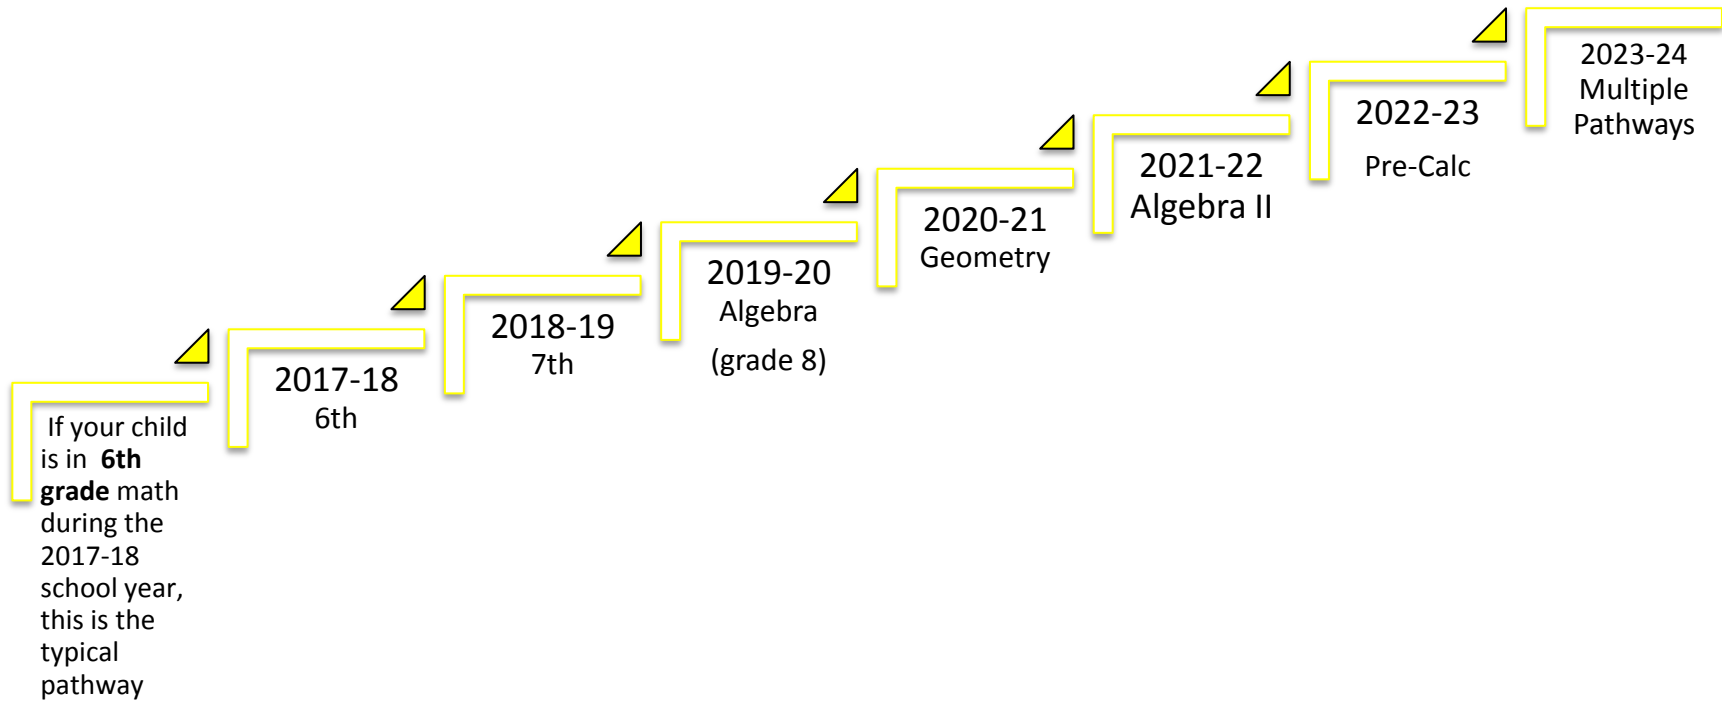 If your child
is in 6th
grade math
during the
2017-18
school year,
this is the
typical
pathway
2017-18
6th
2018-19
7th
2019-20
Algebra
(grade 8)
2020-21
Geometry
2021-22
Algebra II
2022-23
Pre-Calc
2023-24
Multiple
Pathways